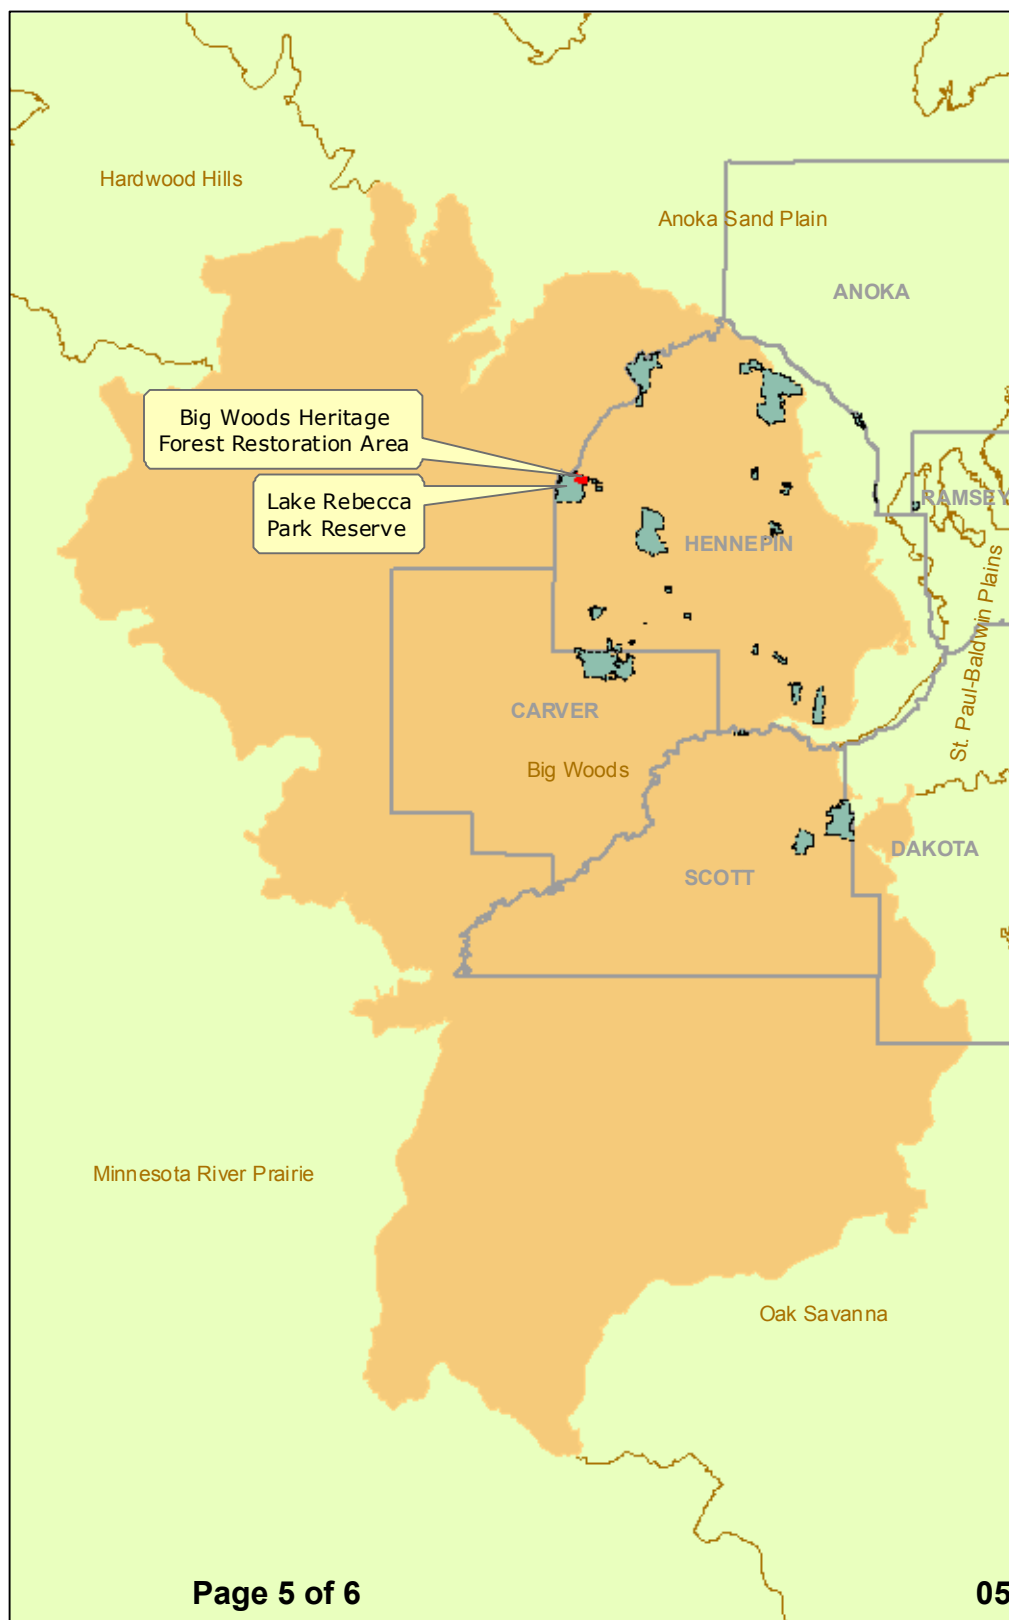 Hardwood Hills
Anoka Sand Plain
ANOKA
Big Woods Heritage
Forest Restoration Area
Lake Rebecca
Park Reserve
RAMSEY
HENNEPIN
St. Paul-Baldwin Plains
CARVER
Big Woods
DAKOTA
SCOTT
Minnesota River Prairie
Oak Savanna
Page 5 of 6
05